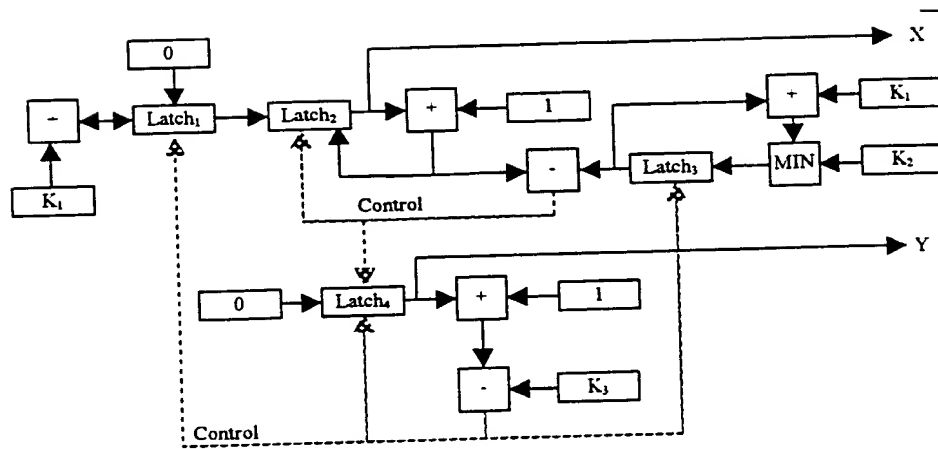 X
0
K₁
+
+
+
Latch₁
Latch₂
1
K₁
-
Latch₃
MIN
K₂
Control
Y
0
Latch₄
+
1
-
K₃
Control